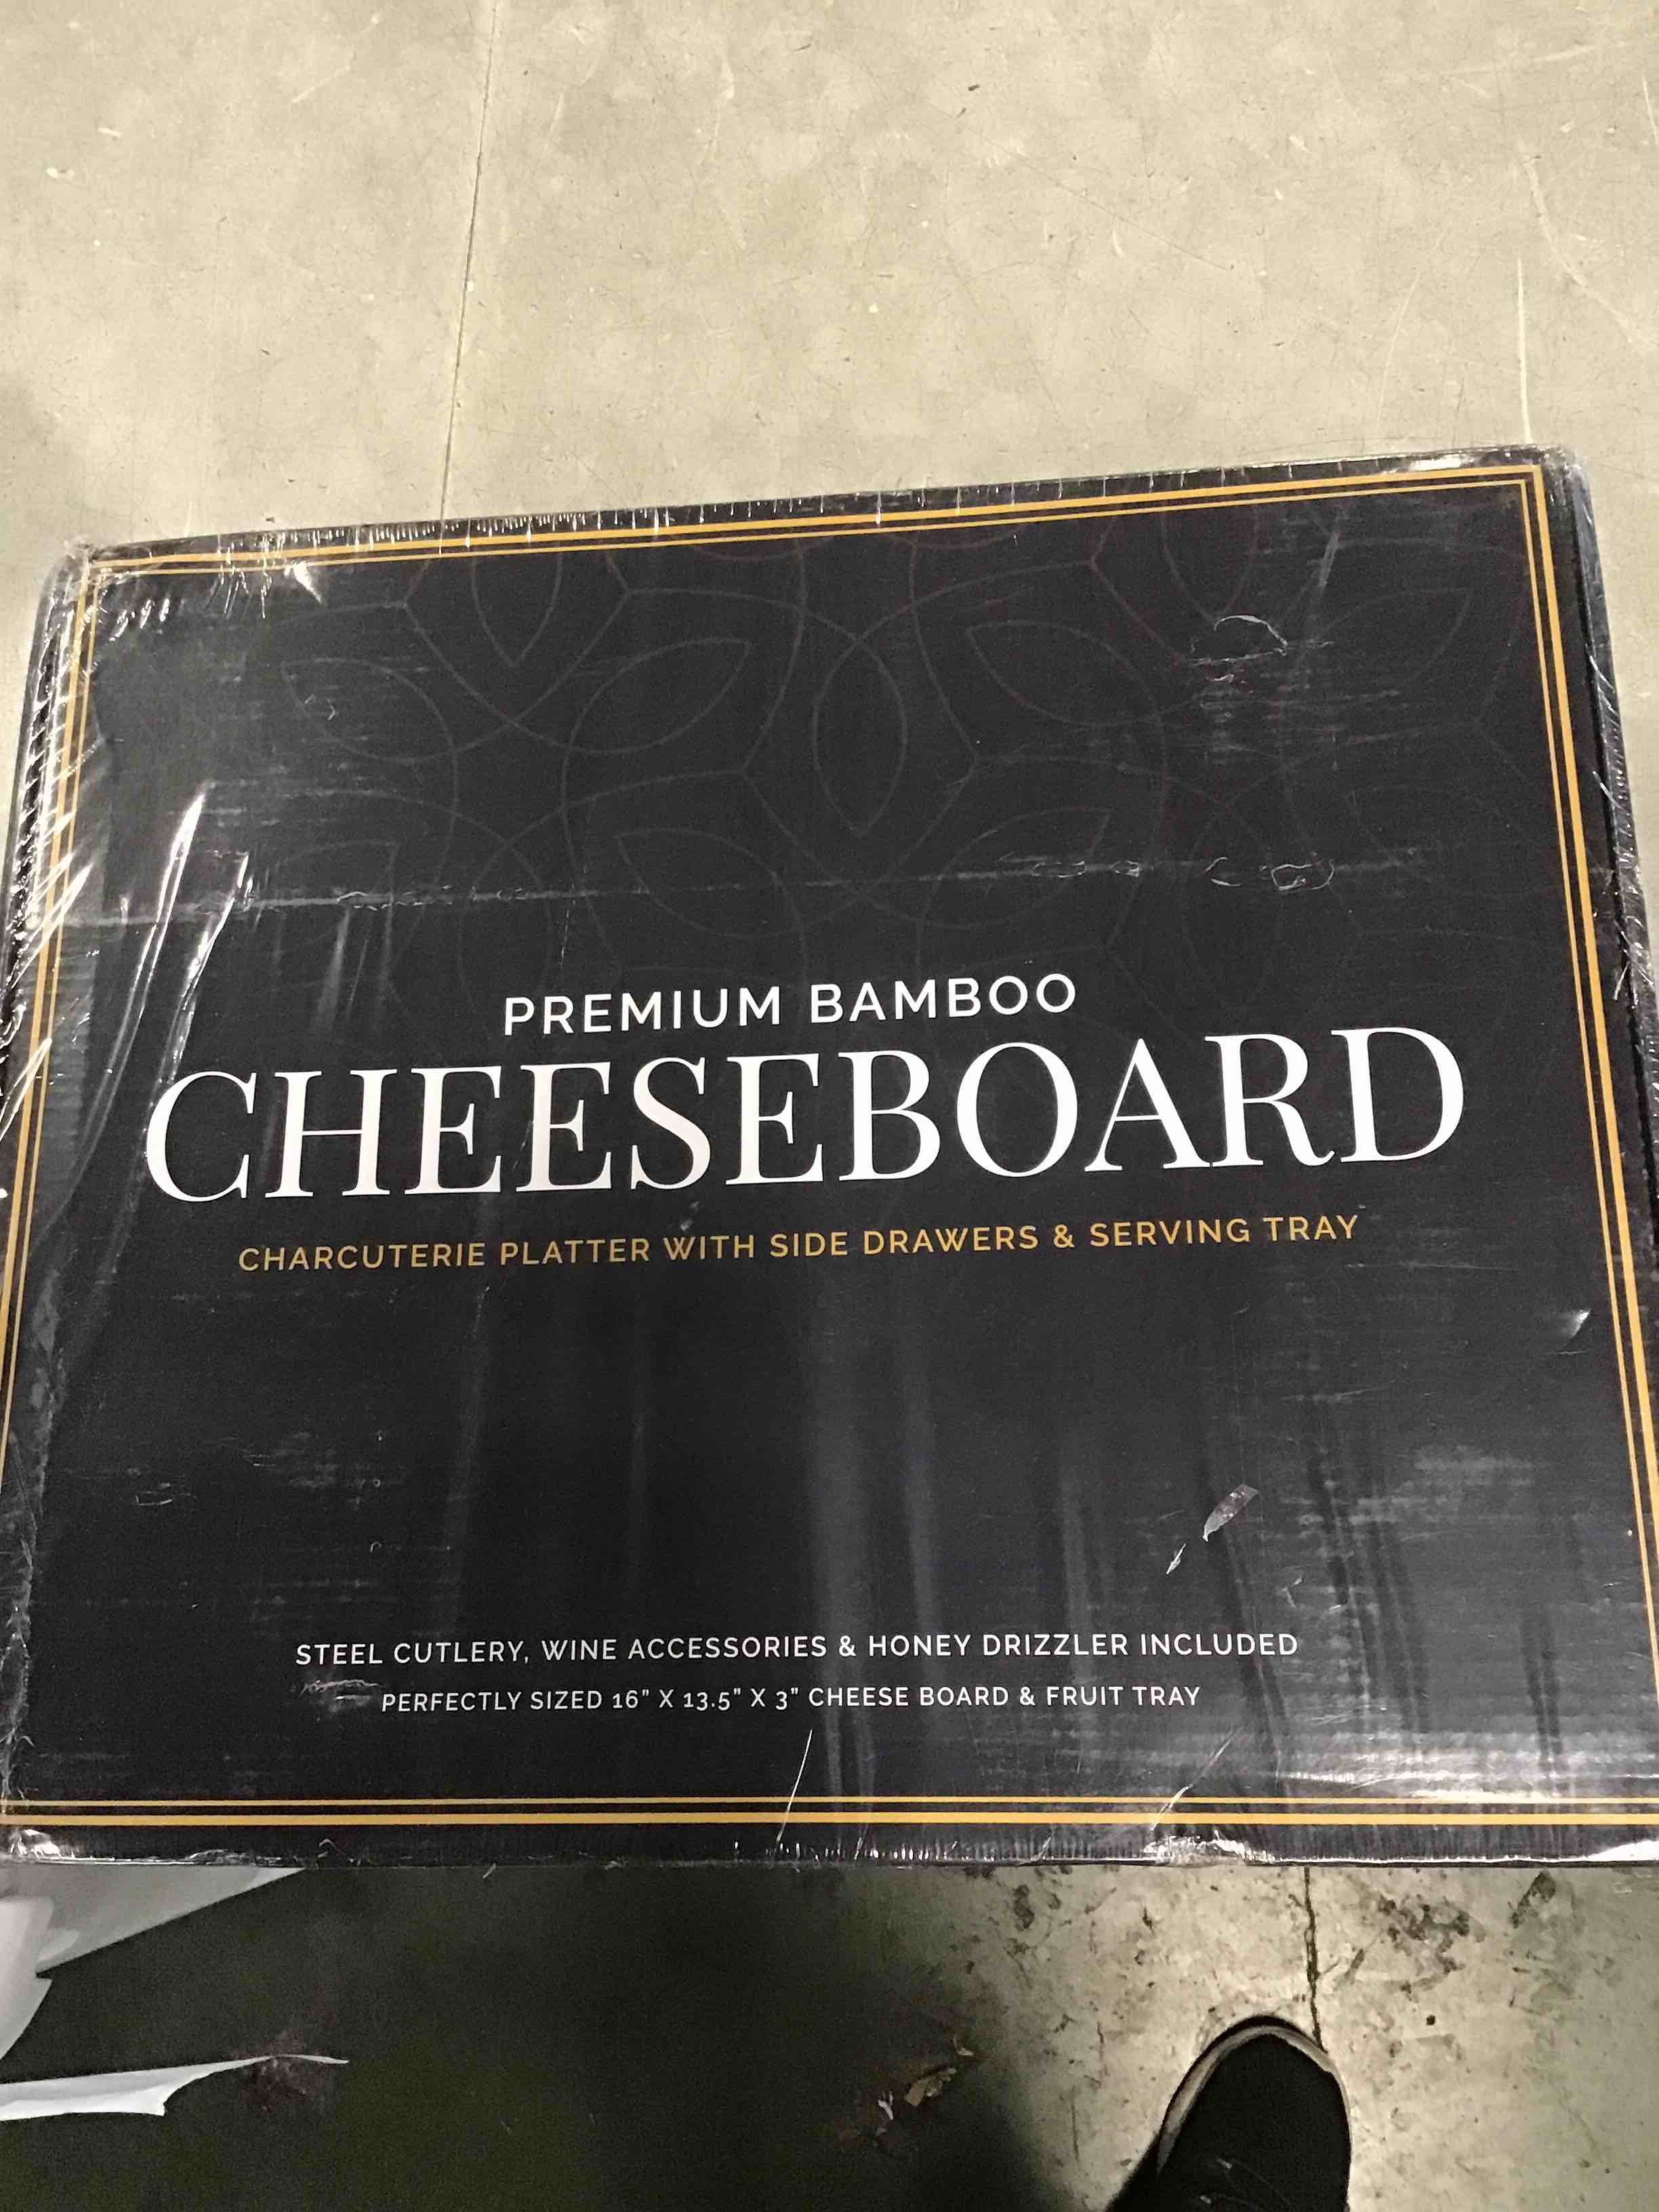 PREMIUM BAMBOO
CHEESEBOARD
CHARCUTERIE PLATTER WITH SIDE DRAWERS & SERVING TRAY
STEEL CUTLERY, WINE ACCESSORIES & HONEY DRIZZLER INCLUDED
PERFECTLY SIZED 16" X 13.5" X 3" CHEESE BOARD & FRUIT TRAY